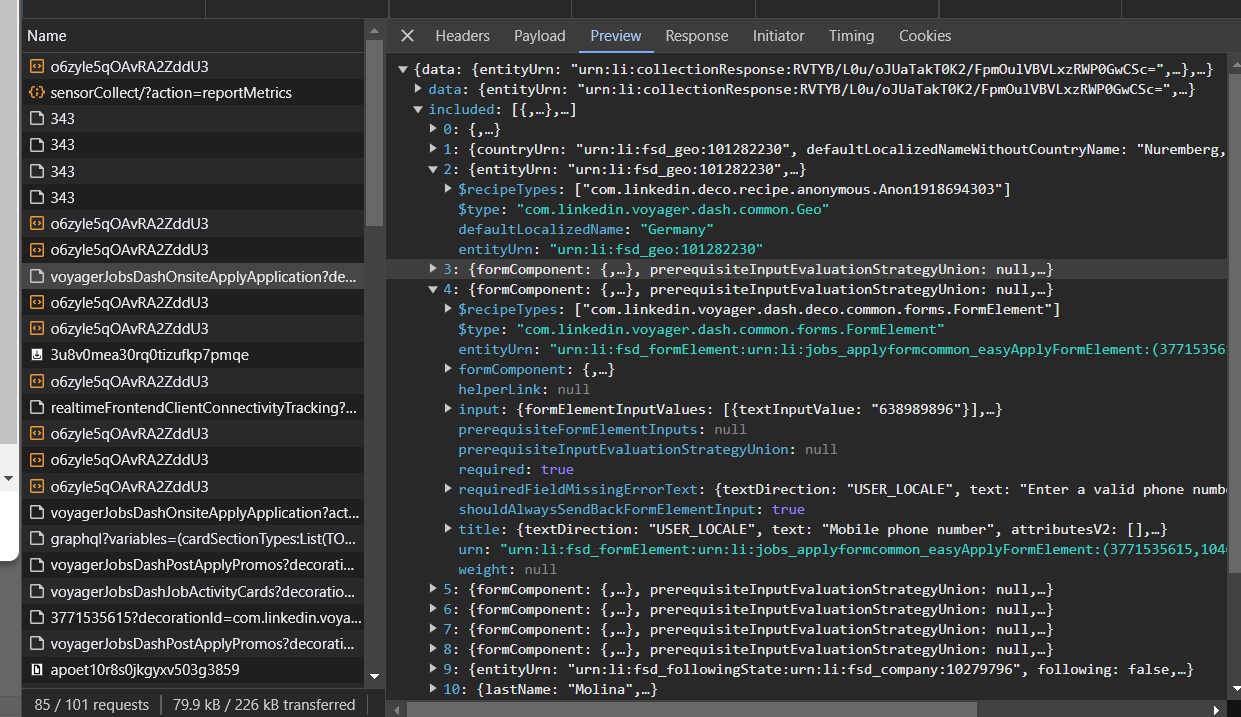 Name
o6zyle5qOAvRA2ZddU3
sensorCollect/?action=reportMetrics
343
343
343
343
o6zyle5qOAvRA2ZddU3
o6zyle5qOAvRA2ZddU3
voyagerJobsDashOnsiteApplyApplication?de...
o6zyle5qOAvRA2ZddU3
o6zyle5qOAvRA2ZddU3
3u8v0mea30rq0tizufkp7pmqe
o6zyle5qOAvRA2ZddU3
realtimeFrontendClientConnectivityTracking?...
o6zyle5qOAvRA2ZddU3
o6zyle5qOAvRA2ZddU3
o6zyle5qOAvRA2ZddU3
voyagerJobsDashOnsiteApplyApplication?act...
graphql?variables=(cardSectionTypes:List(TO...
voyagerJobsDashPostApplyPromos?decorati...
voyagerJobsDashJobActivityCards?decoratio...
3771535615?decorationId=com.linkedin.voya...
voyagerJobsDashPostApplyPromos?decorati...
apoet10r8s0jkgyxv503g3859
85 / 101 requests
79.9 kB / 226 kB transferred
Headers Payload Preview Response Initiator Timing Cookies
{data: {entityUrn: "urn:li:collectionResponse:RVTYB/L0u/oJUaTakT0K2/FpmOulVBVLxzRWP0GwCSc=",…},…}
data: {entityUrn: "urn:li:collectionResponse:RVTYB/L0u/oJUaTakT0K2/FpmOulVBVLxzRWP0GwCSc=",…}
included: [{,…},…]
0: {,…}
1: {countryUrn: "urn:li:fsd_geo:101282230", defaultLocalizedNameWithoutCountryName: "Nuremberg,
2: {entityUrn: "urn:li:fsd_geo:101282230",…}
$recipeTypes: ["com.linkedin.deco.recipe.anonymous.Anon1918694303"]
$type: "com.linkedin.voyager.dash.common.Geo"
defaultLocalizedName: "Germany"
entityUrn: "urn:li:fsd_geo:101282230"
3: {formComponent: {,…}, prerequisiteInputEvaluationStrategyUnion: null,…}
4: {formComponent: {,…}, prerequisiteInputEvaluationStrategyUnion: null,…}
$recipeTypes: ["com.linkedin.voyager.dash.deco.common.forms.FormElement"]
$type: "com.linkedin.voyager.dash.common.forms.FormElement"
entityUrn: "urn:li:fsd_formElement:urn:li:jobs_applyformcommon_easyApplyFormElement:(37715356
formComponent: {,…}
helperLink: null
input: {formElementInputValues: [{textInputValue: "638989896"}],…}
prerequisiteFormElementInputs: null
prerequisiteInputEvaluationStrategyUnion: null
required: true
requiredFieldMissingErrorText: {textDirection: "USER_LOCALE", text: "Enter a valid phone numb
shouldAlwaysSendBackFormElementInput: true
title: {textDirection: "USER_LOCALE", text: "Mobile phone number", attributesV2: [],…}
urn: "urn:li:fsd_formElement:urn:li:jobs_applyformcommon_easyApplyFormElement:(3771535615,104
weight: null
5: {formComponent: {,…}, prerequisiteInputEvaluationStrategyUnion: null,…}
6: {formComponent: {,…}, prerequisiteInputEvaluationStrategyUnion: null,…}
7: {formComponent: {,…}, prerequisiteInputEvaluationStrategyUnion: null,…}
8: {formComponent: {,…}, prerequisiteInputEvaluationStrategyUnion: null,…}
9: {entityUrn: "urn:li:fsd_followingState:urn:li:fsd_company:10279796", following: false,…}
10: {lastName: "Molina",…}